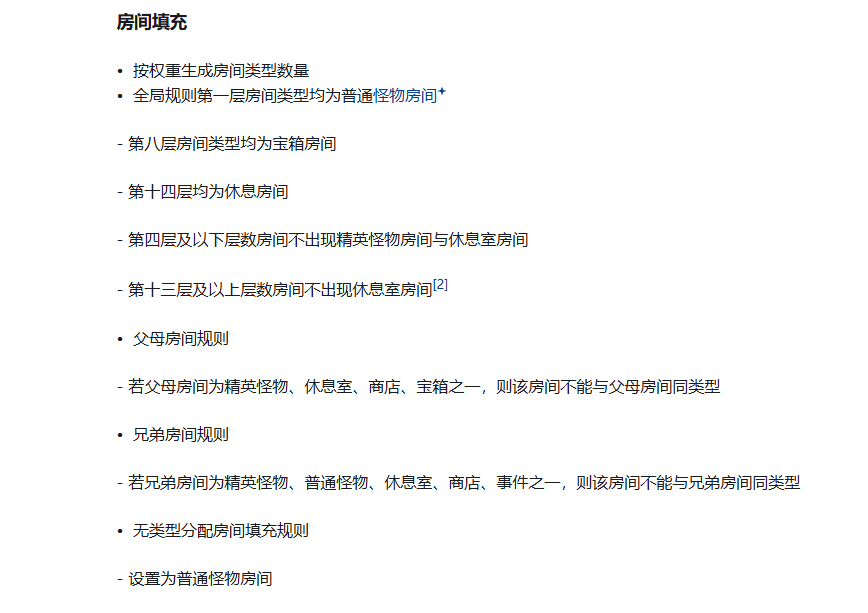 房间填充
• 按权重生成房间类型数量
• 全局规则第一层房间类型均为普通怪物房间✦
- 第八层房间类型均为宝箱房间
- 第十四层均为休息房间
- 第四层及以下层数房间不出现精英怪物房间与休息室房间
- 第十三层及以上层数房间不出现休息室房间[2]
• 父母房间规则
- 若父母房间为精英怪物、休息室、商店、宝箱之一，则该房间不能与父母房间同类型
• 兄弟房间规则
- 若兄弟房间为精英怪物、普通怪物、休息室、商店、事件之一，则该房间不能与兄弟房间同类型
• 无类型分配房间填充规则
- 设置为普通怪物房间